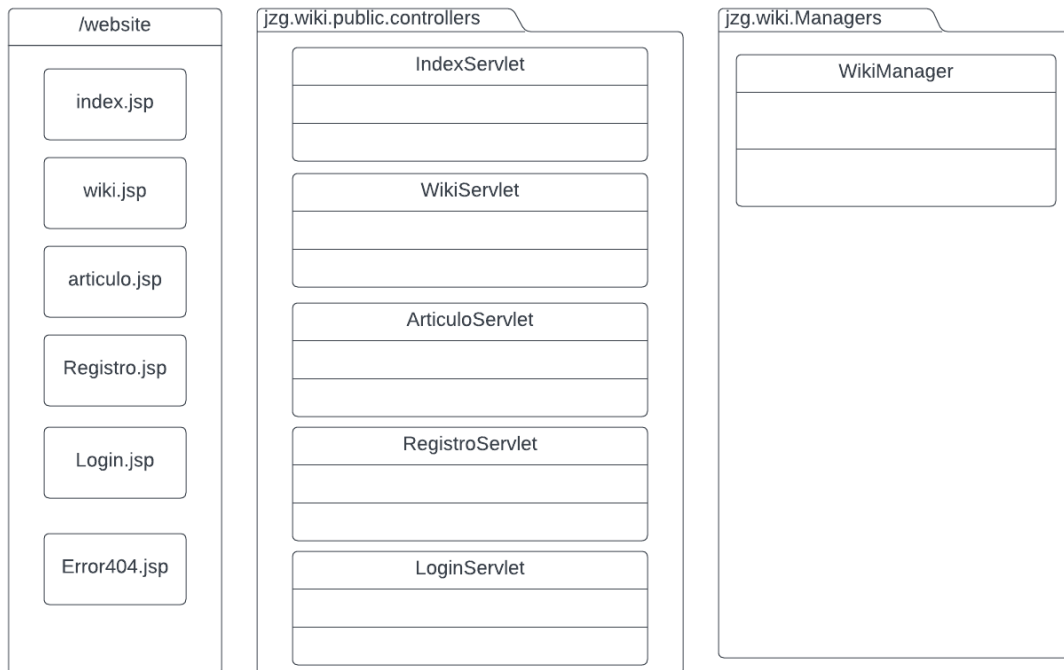 /website
index.jsp
wiki.jsp
articulo.jsp
Registro.jsp
Login.jsp
Error404.jsp
jzg.wiki.public.controllers
IndexServlet
WikiServlet
ArticuloServlet
RegistroServlet
LoginServlet
jzg.wiki.Managers
WikiManager